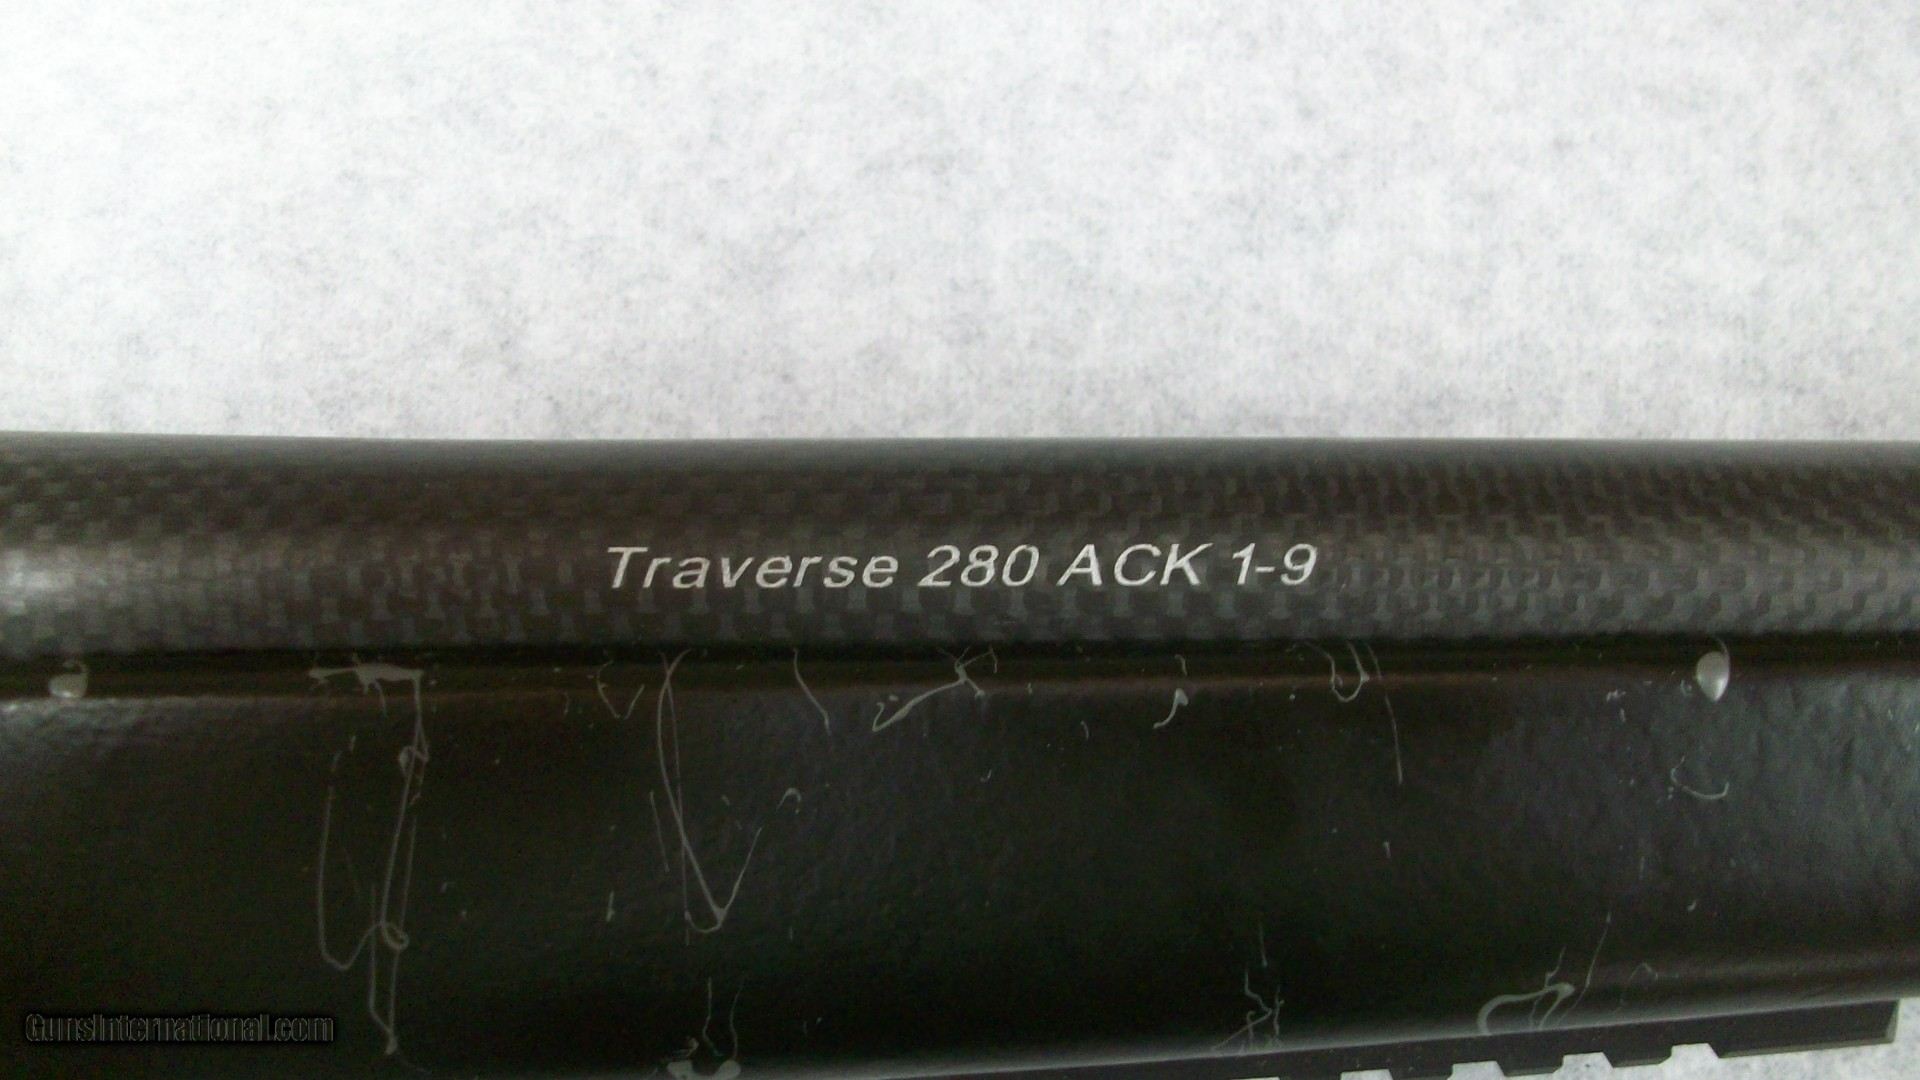 Traverse 280 ACK 1-9
GunsInternational.com